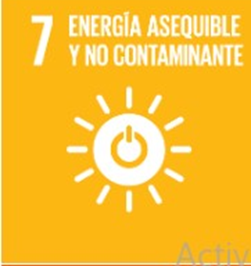 7 ENERGÍA ASEQUIBLE
Y NO CONTAMINANTE
Activ